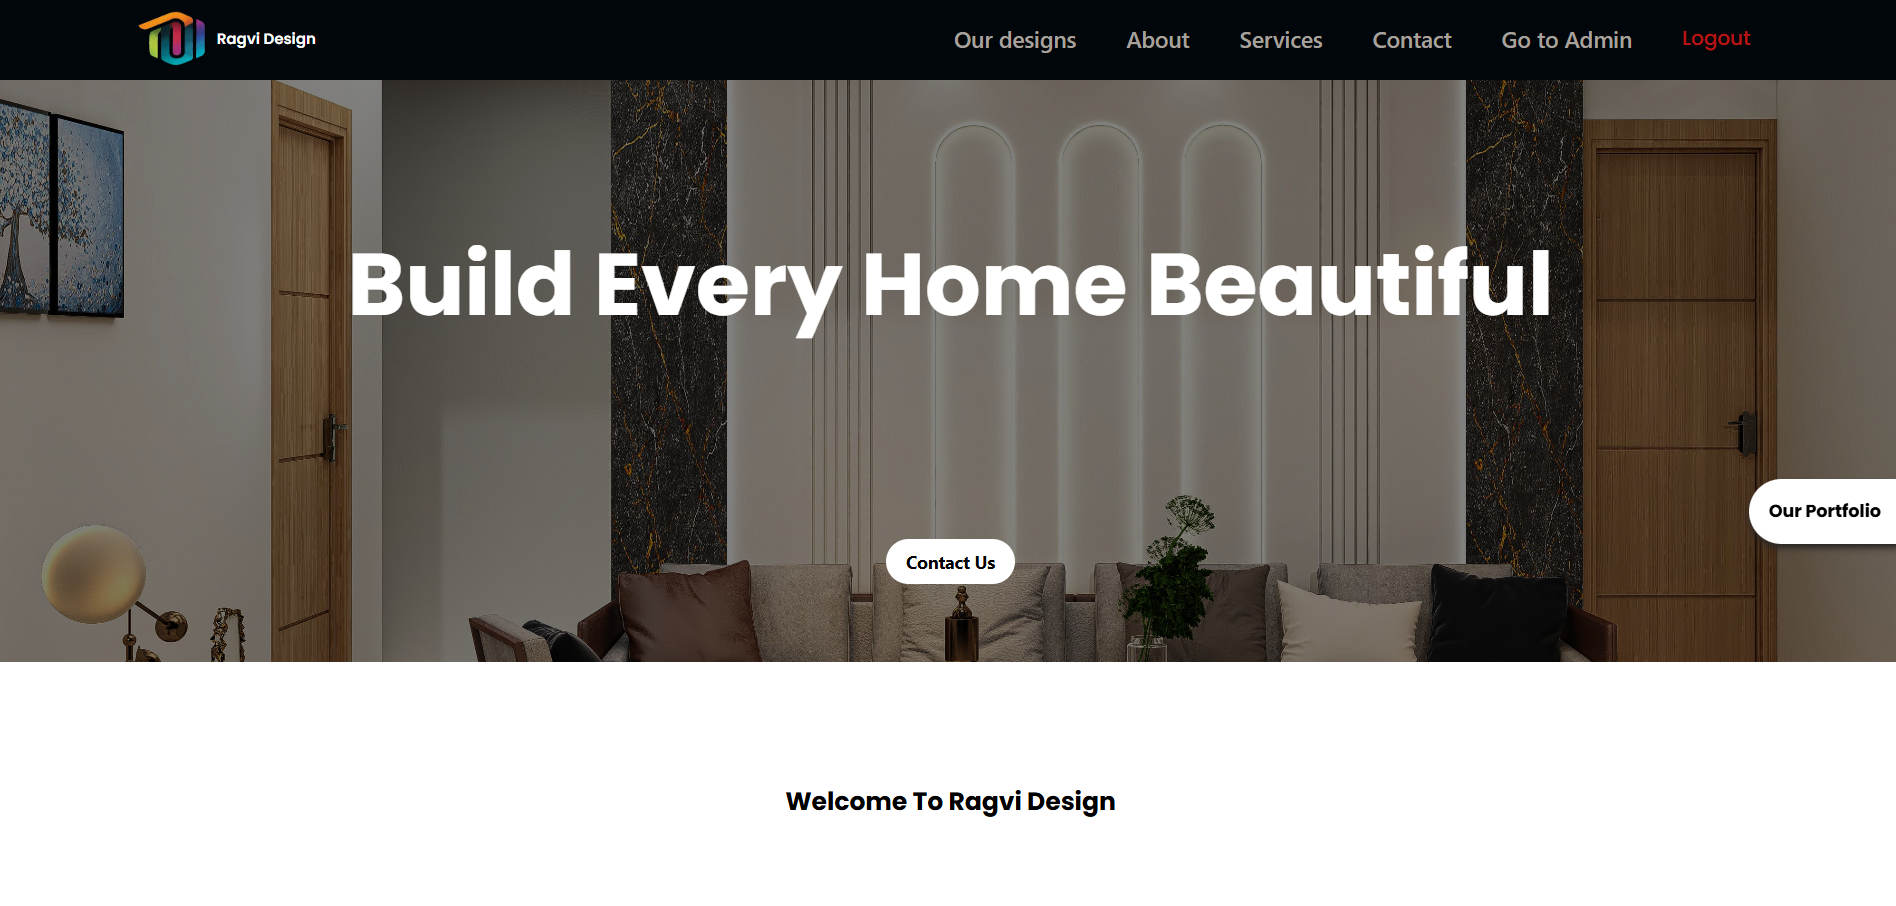 Ragvi Design
Our designs
About
Services
Contact
Go to Admin
Logout
Build Every Home Beautiful
Our Portfolio
Contact Us
Welcome To Ragvi Design